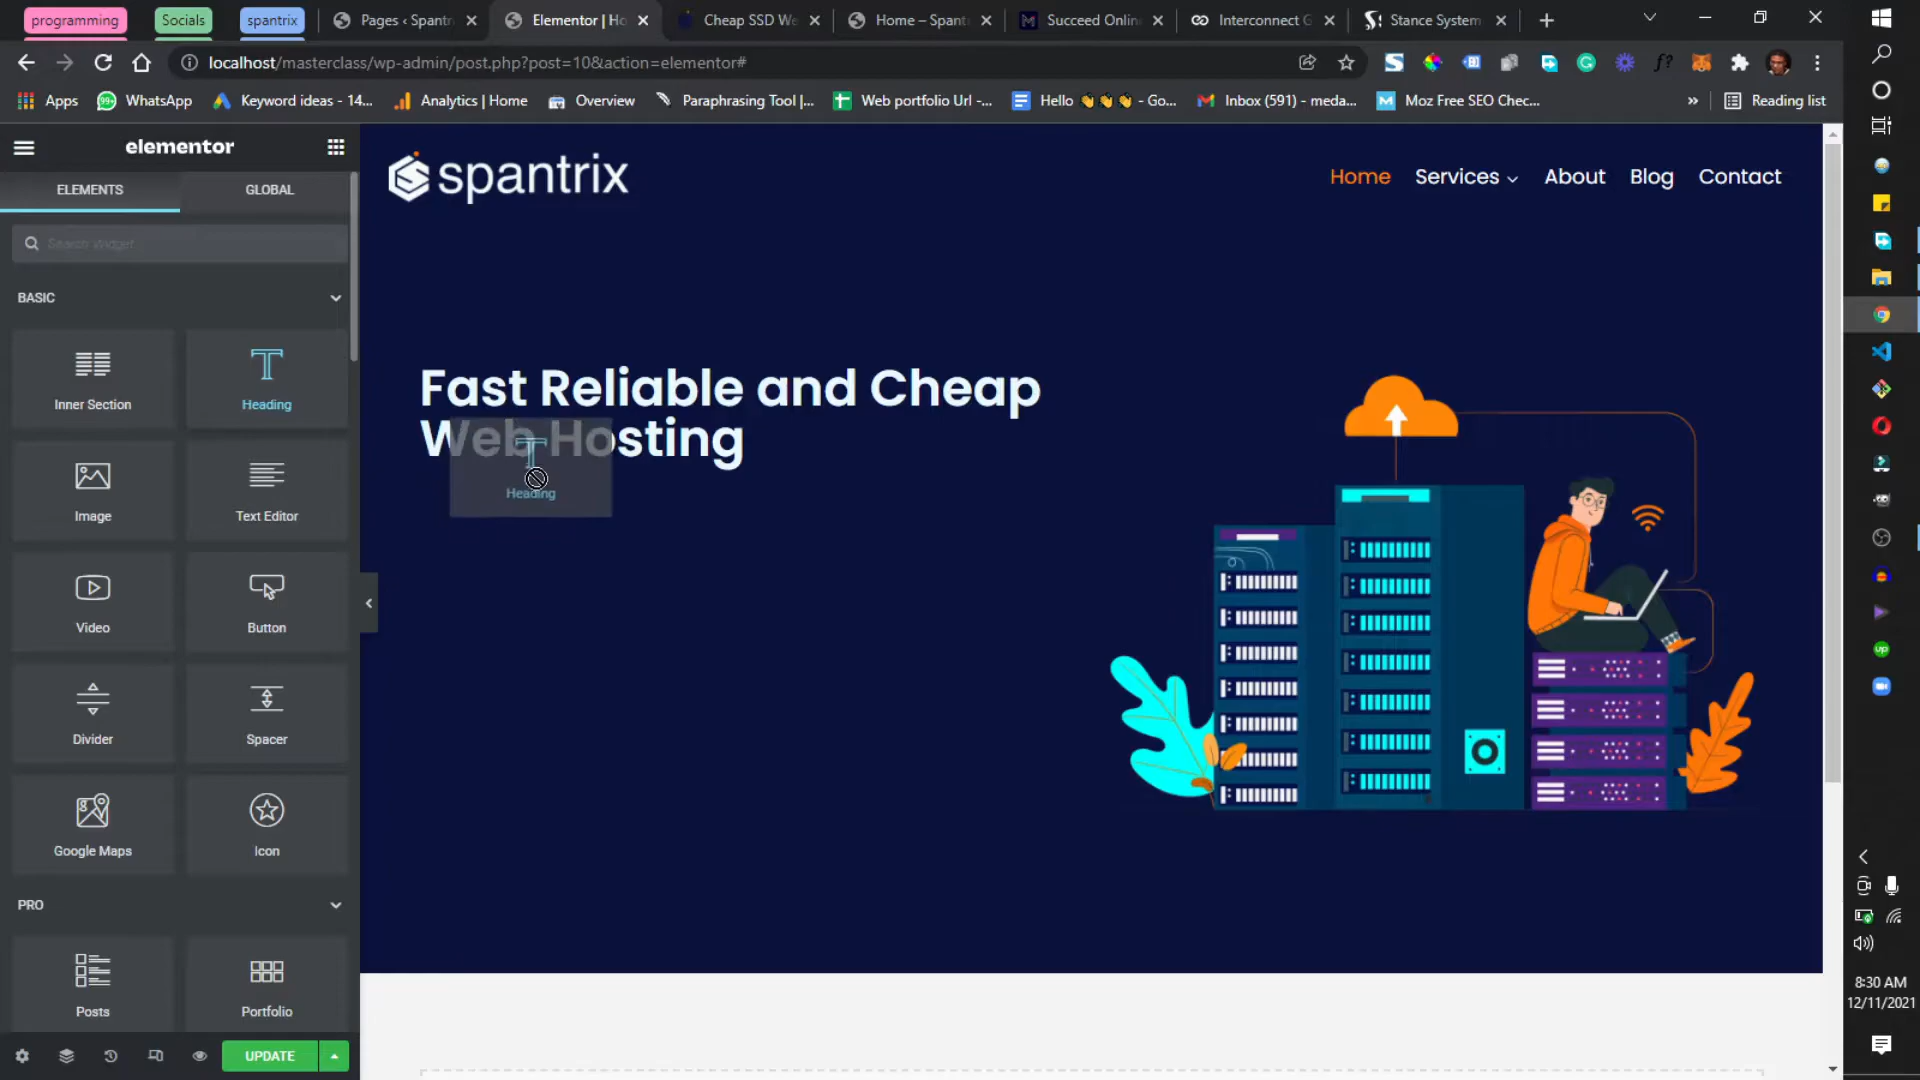 programming
Socials
spantrix
Pages ‹ Spantr
Elementor | Ho
Cheap SSD We
Home – Spant
Succeed Onlin
Interconnect G
Stance System
localhost/masterclass/wp-admin/post.php?post=10&action=elementor#
Apps
WhatsApp
Keyword ideas - 14...
Analytics | Home
Overview
Paraphrasing Tool |...
Web portfolio Url -...
Hello 👋👋👋 - Go...
Inbox (591) - meda...
Moz Free SEO Chec...
»
Reading list
elementor
ELEMENTS
GLOBAL
Search Widget
BASIC
Inner Section
Heading
Image
Text Editor
Video
Button
Divider
Spacer
Google Maps
Icon
PRO
Posts
Portfolio
UPDATE
spantrix
Home
Services
About
Blog
Contact
Fast Reliable and Cheap
Web Hosting
Heading
8:30 AM
12/11/2021